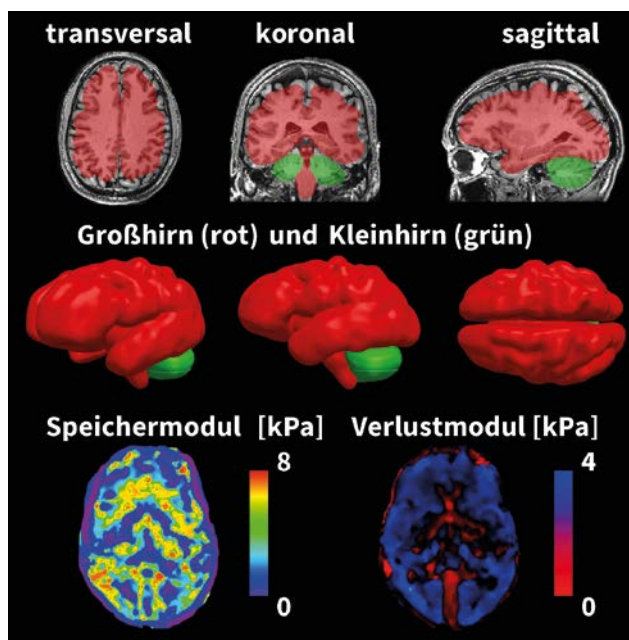 transversal koronal sagittal
Großhirn (rot) und Kleinhirn (grün)
Speichermodul [kPa] Verlustmodul [kPa]
8 4
0 0